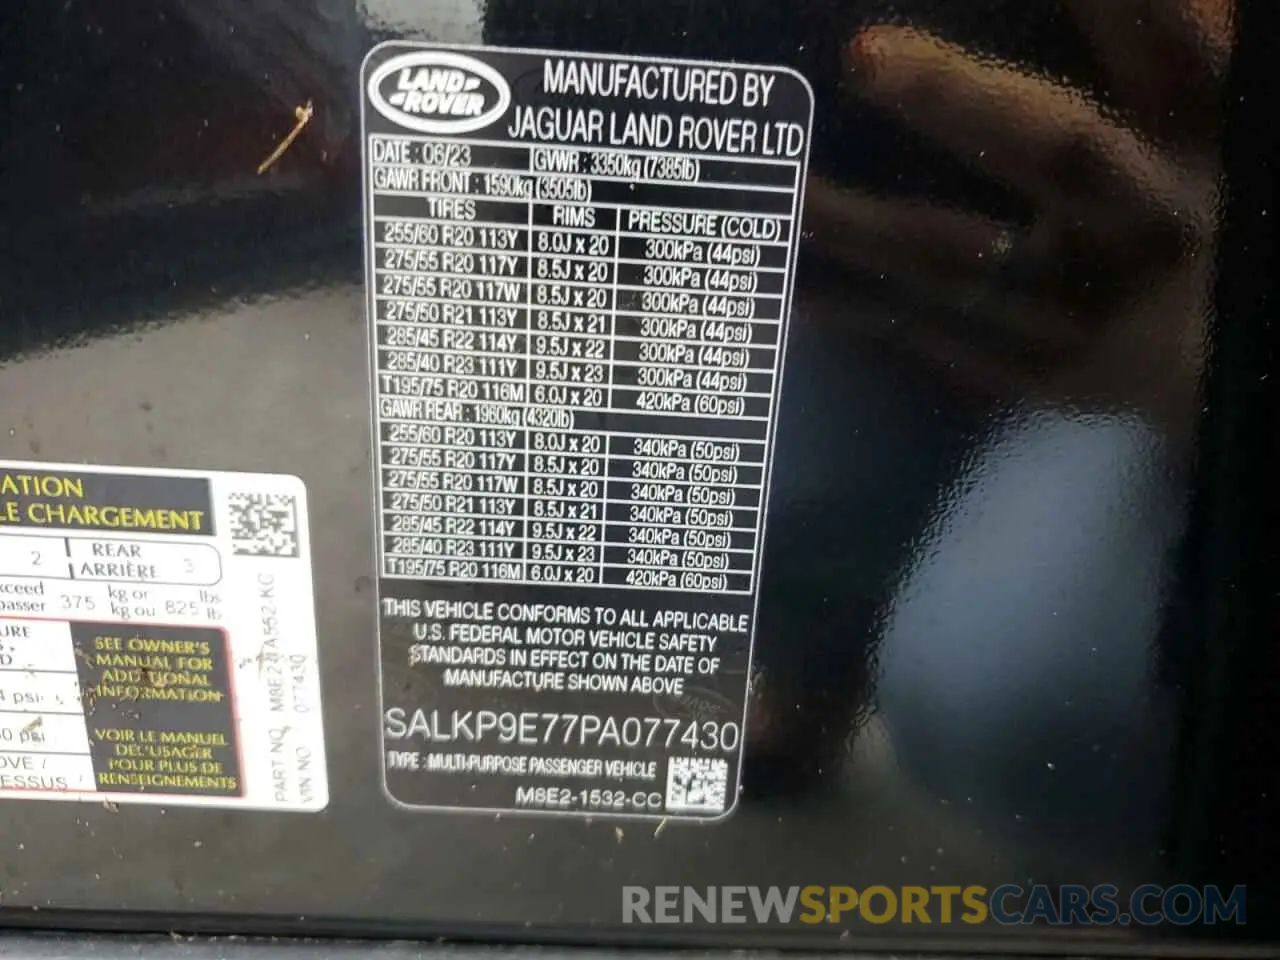 LAND ROVER
MANUFACTURED BY
JAGUAR LAND ROVER LTD
DATE : 06/23 GVWR : 3350kg (7385lb)
GAWR FRONT : 1590kg (3505lb)
TIRES RIMS PRESSURE (COLD)
255/60 R20 113Y 8.0J x 20 300kPa (44psi)
275/55 R20 117Y 8.5J x 20 300kPa (44psi)
275/55 R20 117W 8.5J x 20 300kPa (44psi)
275/50 R21 113Y 8.5J x 21 300kPa (44psi)
285/45 R22 114Y 9.5J x 22 300kPa (44psi)
285/40 R23 111Y 9.5J x 23 300kPa (44psi)
T195/75 R20 116M 6.0J x 20 420kPa (60psi)
GAWR REAR : 1960kg (4320lb)
255/60 R20 113Y 8.0J x 20 340kPa (50psi)
275/55 R20 117Y 8.5J x 20 340kPa (50psi)
275/55 R20 117W 8.5J x 20 340kPa (50psi)
275/50 R21 113Y 8.5J x 21 340kPa (50psi)
285/45 R22 114Y 9.5J x 22 340kPa (50psi)
285/40 R23 111Y 9.5J x 23 340kPa (50psi)
T195/75 R20 116M 6.0J x 20 420kPa (60psi)
THIS VEHICLE CONFORMS TO ALL APPLICABLE
U.S. FEDERAL MOTOR VEHICLE SAFETY
STANDARDS IN EFFECT ON THE DATE OF
MANUFACTURE SHOWN ABOVE
SALKP9E77PA077430
TYPE : MULTI-PURPOSE PASSENGER VEHICLE
M8E2-1532-CC
ATION
LE CHARGEMENT
2 REAR
ARRIÈRE 3
xceed
passer 375 kg or
kg ou 825 lbs
lb
URE
D
4 psi
60 psi
OVE /
ESSUS /
SEE OWNER'S
MANUAL FOR
ADDITIONAL
INFORMATION
VOIR LE MANUEL
DE L'USAGER
POUR PLUS DE
RENSEIGNEMENTS
PART NO.
VIN NO. 077430
RENEWSPORTSCARS.COM